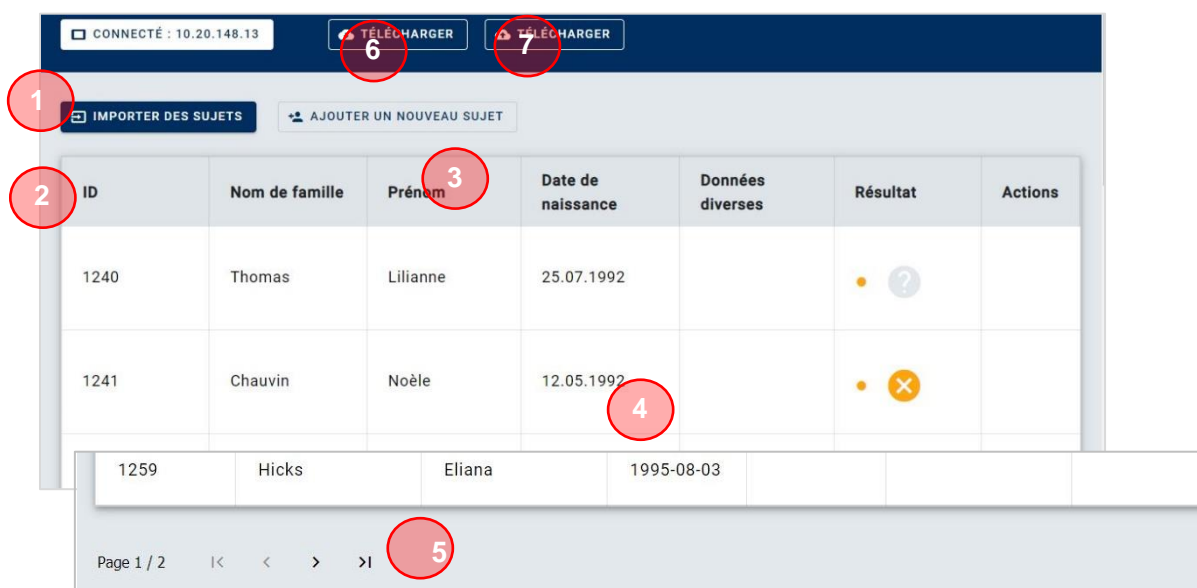 CONNECTÉ : 10.20.148.13 TÉLÉCHARGER TÉLÉCHARGER
6 7
1
IMPORTER DES SUJETS AJOUTER UN NOUVEAU SUJET
2 ID Nom de famille Prénom 3 Date de naissance Données diverses Résultat Actions
1240 Thomas Lilianne 25.07.1992 ?
1241 Chauvin Noèle 12.05.1992
4
1259 Hicks Eliana 1995-08-03
Page 1 / 2 5